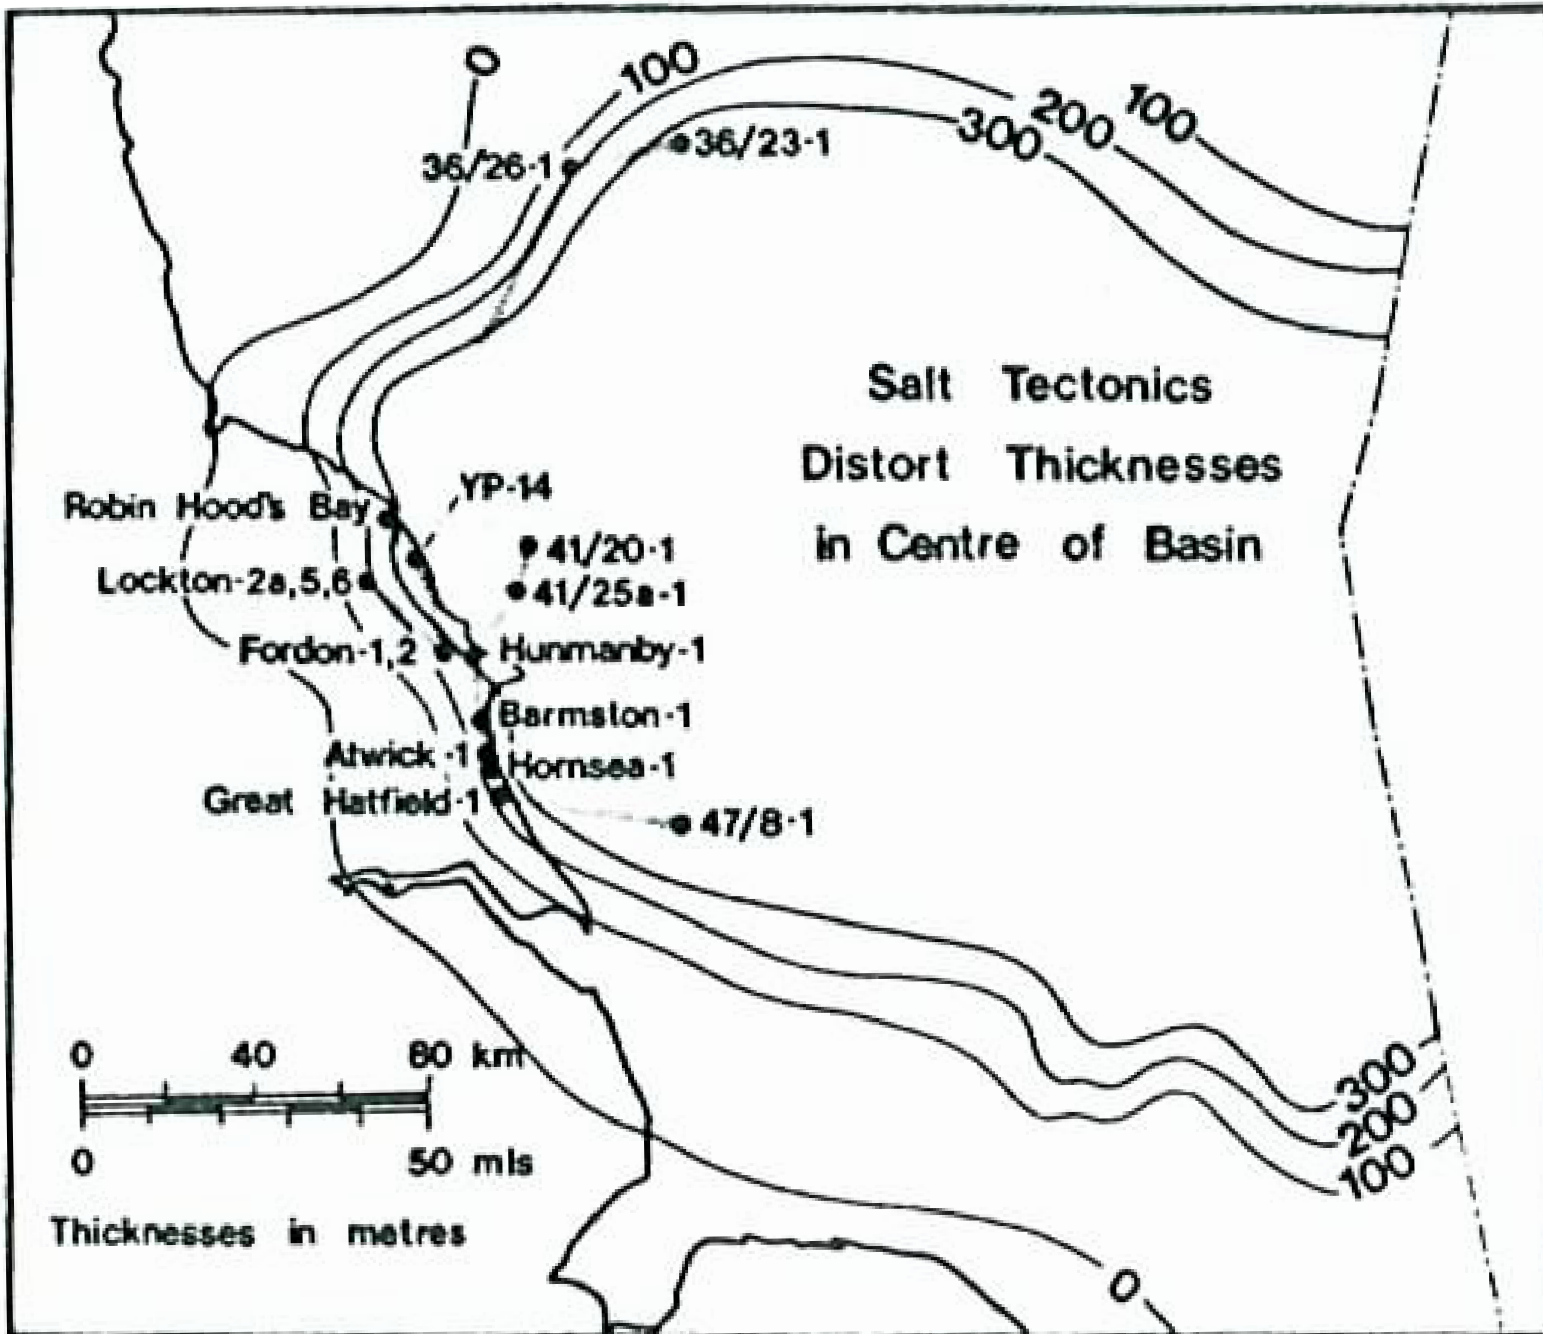 0
100
200
100
300
36/26-1
36/23-1
Salt Tectonics
Distort Thicknesses
in Centre of Basin
YP-14
Robin Hood's Bay
41/20-1
Lockton-2a,5,6
41/25a-1
Fordon-1,2
Hunmanby-1
Barmston-1
Atwick-1
Hornsea-1
Great Hatfield-1
47/8-1
0 40 80 km
0 50 mls
Thicknesses in metres
300
200
100
0